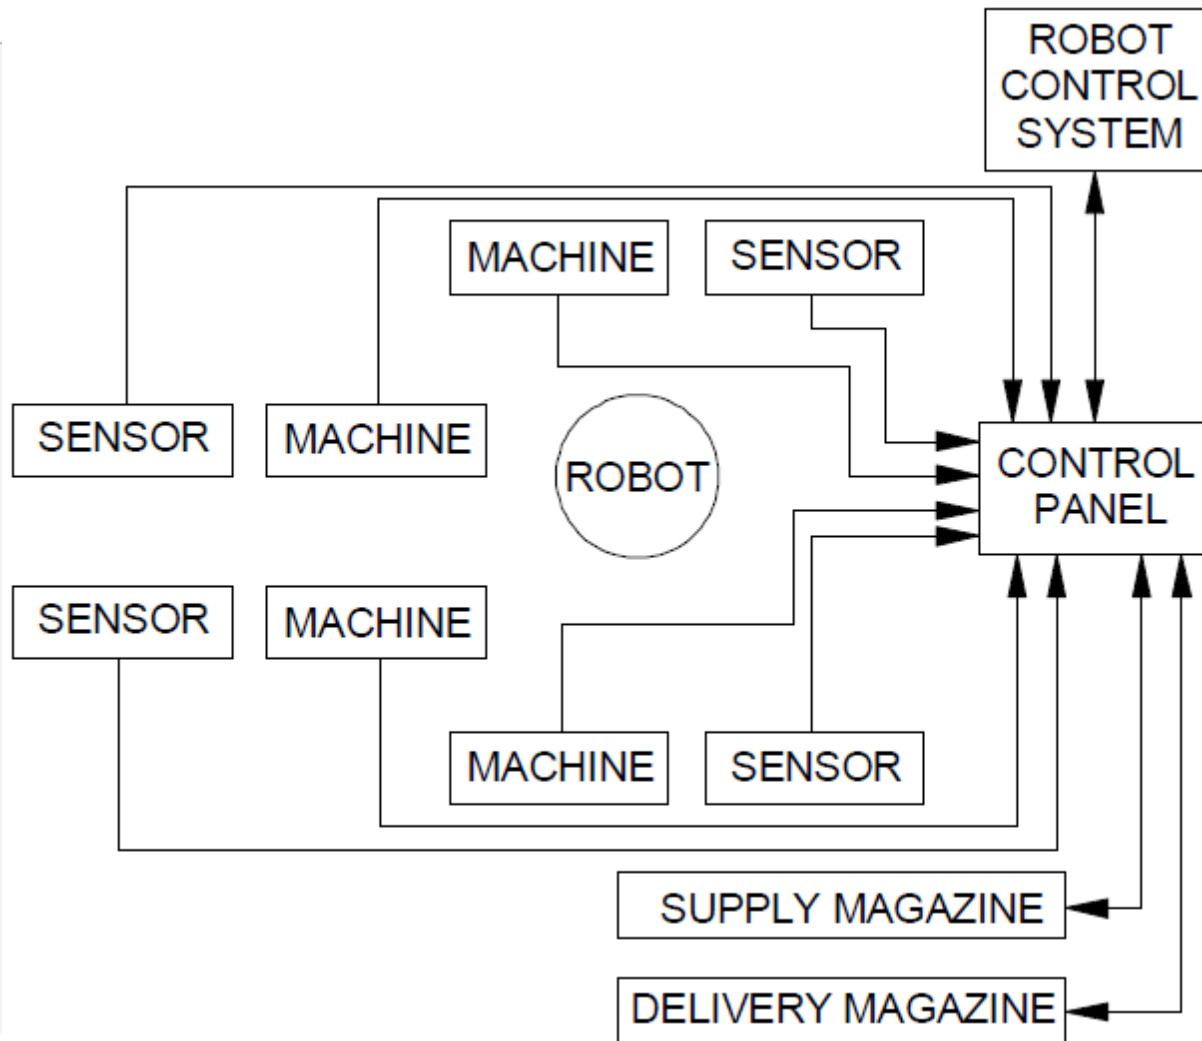 ROBOT
CONTROL
SYSTEM
MACHINE
SENSOR
SENSOR
MACHINE
ROBOT
CONTROL
PANEL
SENSOR
MACHINE
MACHINE
SENSOR
SUPPLY MAGAZINE
DELIVERY MAGAZINE